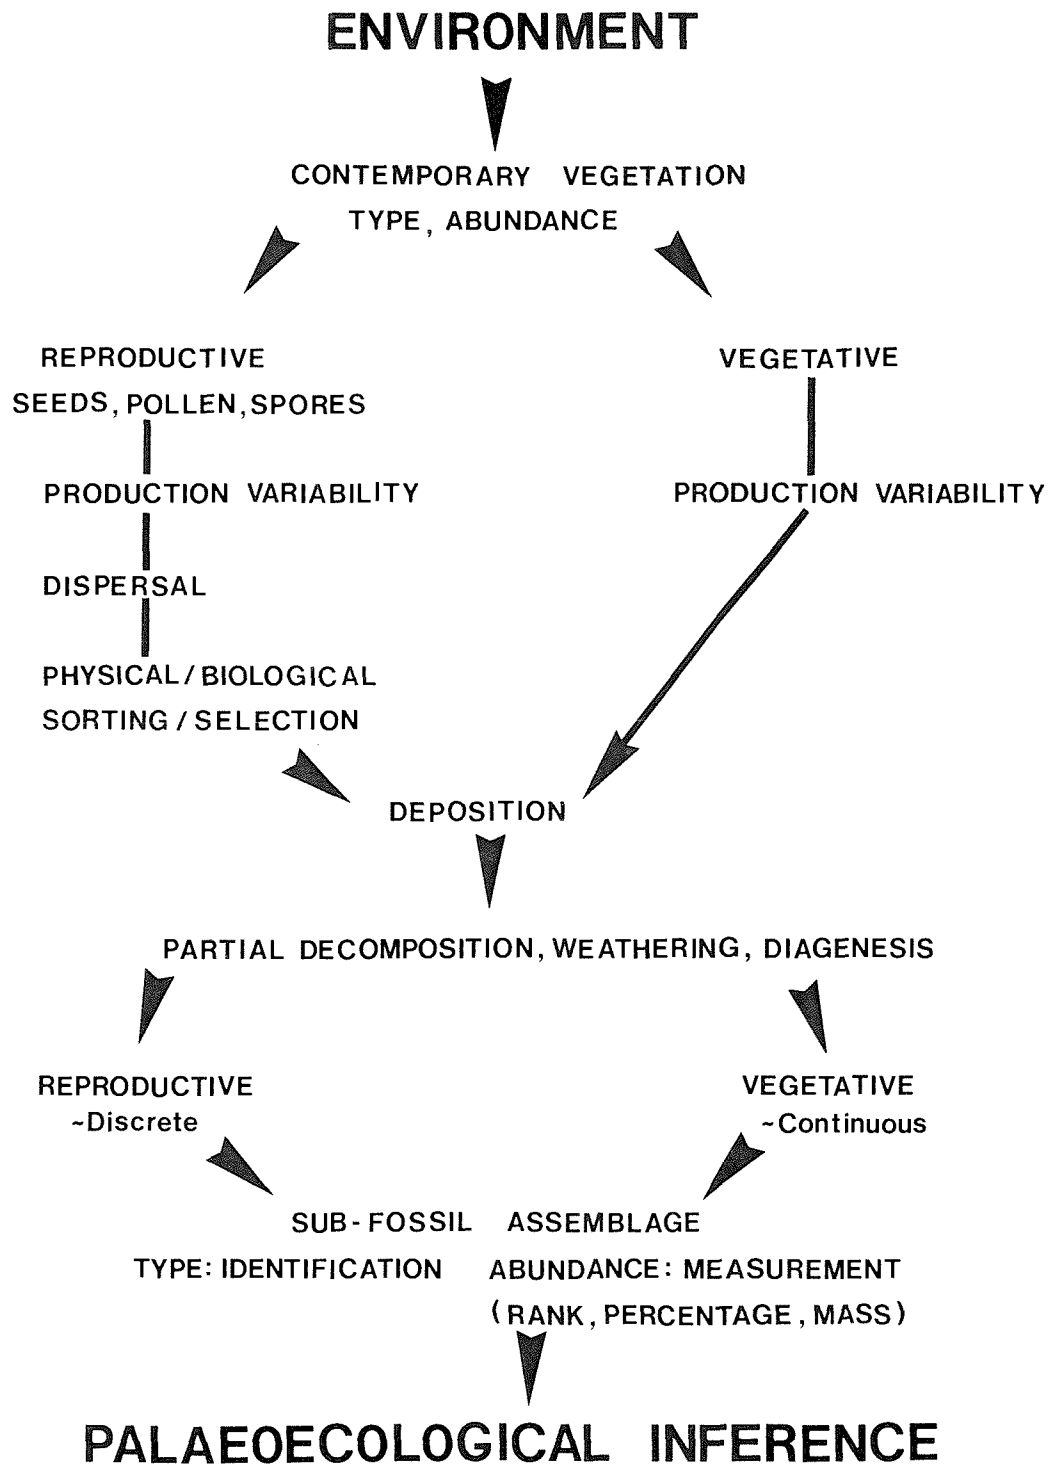 ENVIRONMENT
CONTEMPORARY VEGETATION
TYPE, ABUNDANCE
REPRODUCTIVE
SEEDS, POLLEN, SPORES
VEGETATIVE
PRODUCTION VARIABILITY
PRODUCTION VARIABILITY
DISPERSAL
PHYSICAL/BIOLOGICAL
SORTING/SELECTION
DEPOSITION
PARTIAL DECOMPOSITION, WEATHERING, DIAGENESIS
REPRODUCTIVE
~Discrete
VEGETATIVE
~Continuous
SUB-FOSSIL ASSEMBLAGE
TYPE: IDENTIFICATION ABUNDANCE: MEASUREMENT
(RANK, PERCENTAGE, MASS)
PALAEOECOLOGICAL INFERENCE